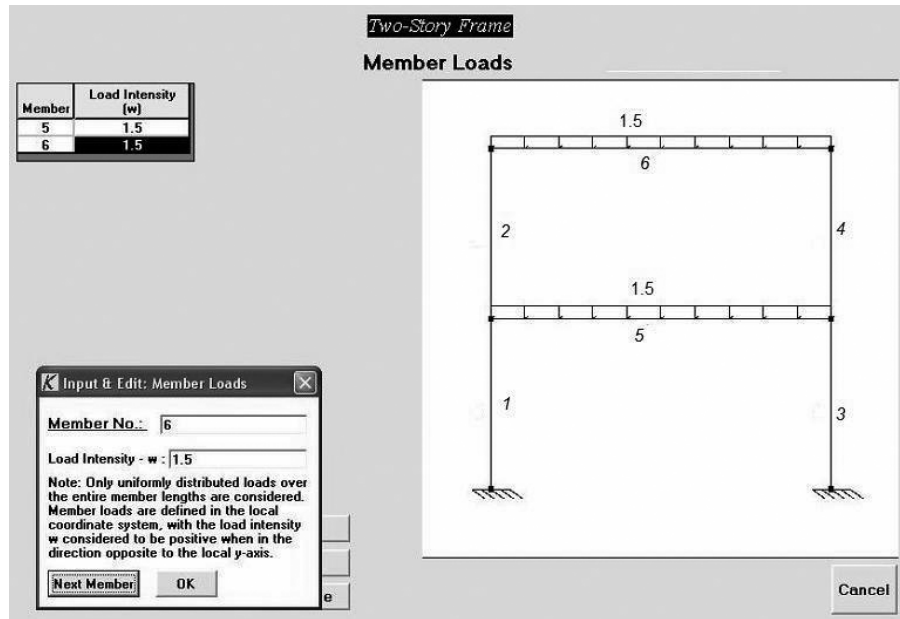 Two-Story Frame
Member Loads
Member
Load Intensity
(w)
5 1.5
6 1.5
1.5
6
2
4
1.5
5
1
3
Input & Edit: Member Loads
Member No.: 6
Load Intensity - w : 1.5
Note: Only uniformly distributed loads over
the entire member lengths are considered.
Member loads are defined in the local
coordinate system, with the load intensity
w considered to be positive when in the
direction opposite to the local y-axis.
Next Member OK
e
Cancel